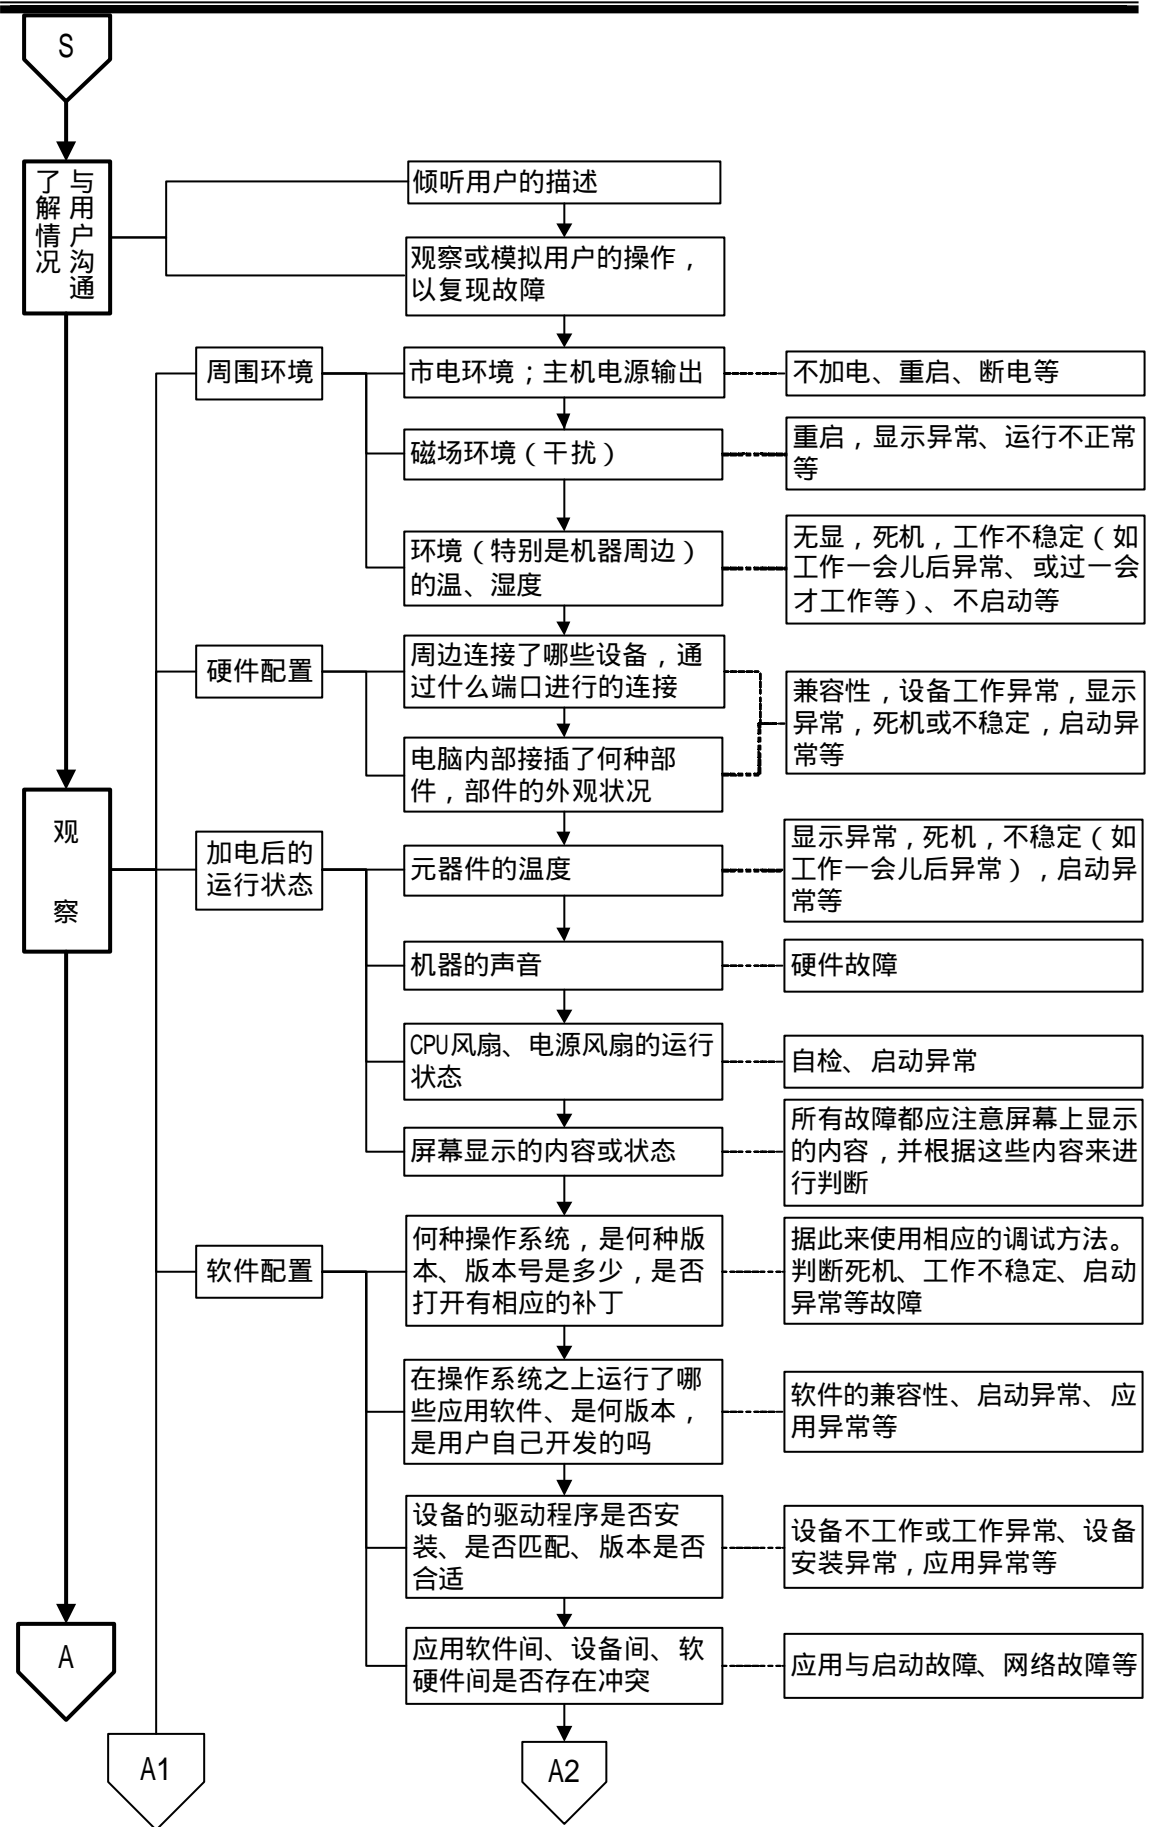 S
与用户沟通
了解情况
倾听用户的描述
观察或模拟用户的操作，
以复现故障
周围环境
市电环境；主机电源输出
不加电、重启、断电等
磁场环境（干扰）
重启，显示异常、运行不正常
等
环境（特别是机器周边）
的温、湿度
无显，死机，工作不稳定（如
工作一会儿后异常、或过一会
才工作等）、不启动等
硬件配置
周边连接了哪些设备，通
过什么端口进行的连接
兼容性，设备工作异常，显示
异常，死机或不稳定，启动异
常等
电脑内部接插了何种部
件，部件的外观状况
观
察
加电后的
运行状态
元器件的温度
显示异常，死机，不稳定（如
工作一会儿后异常），启动异
常等
机器的声音
硬件故障
CPU风扇、电源风扇的运行
状态
自检、启动异常
屏幕显示的内容或状态
所有故障都应注意屏幕上显示
的内容，并根据这些内容来进
行判断
软件配置
何种操作系统，是何种版
本、版本号是多少，是否
打开有相应的补丁
据此来使用相应的调试方法。
判断死机、工作不稳定、启动
异常等故障
在操作系统之上运行了哪
些应用软件、是何版本，
是用户自己开发的吗
软件的兼容性、启动异常、应
用异常等
设备的驱动程序是否安
装、是否匹配、版本是否
合适
设备不工作或工作异常、设备
安装异常，应用异常等
应用软件间、设备间、软
硬件间是否存在冲突
应用与启动故障、网络故障等
A
A1
A2